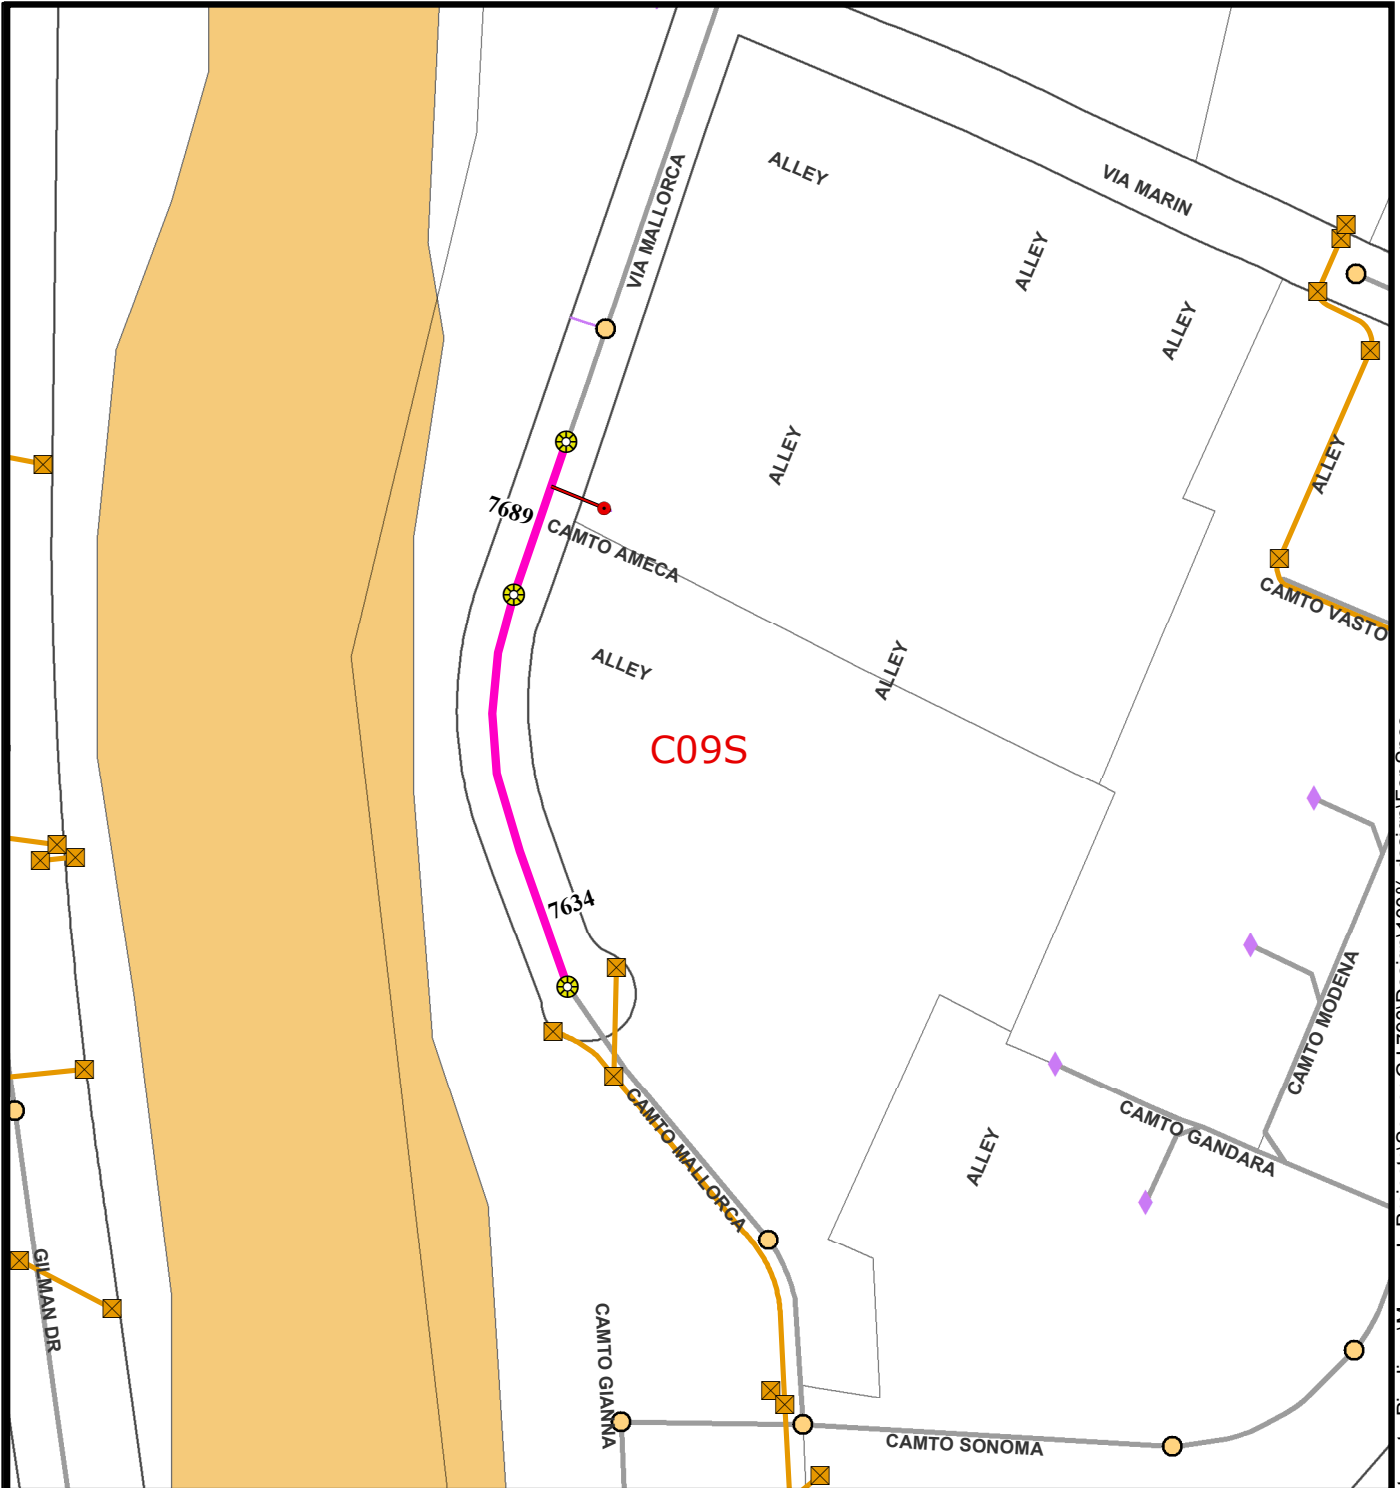 VIA MALLORCA
ALLEY
VIA MARIN
ALLEY
ALLEY
ALLEY
ALLEY
7689
CAMTO AMECA
CAMTO VASTO
ALLEY
ALLEY
C09S
7634
CAMTO MODENA
CAMTO MALLORCA
CAMTO GANDARA
ALLEY
GILMAN DR
CAMTO GIANNA
CAMTO SONOMA